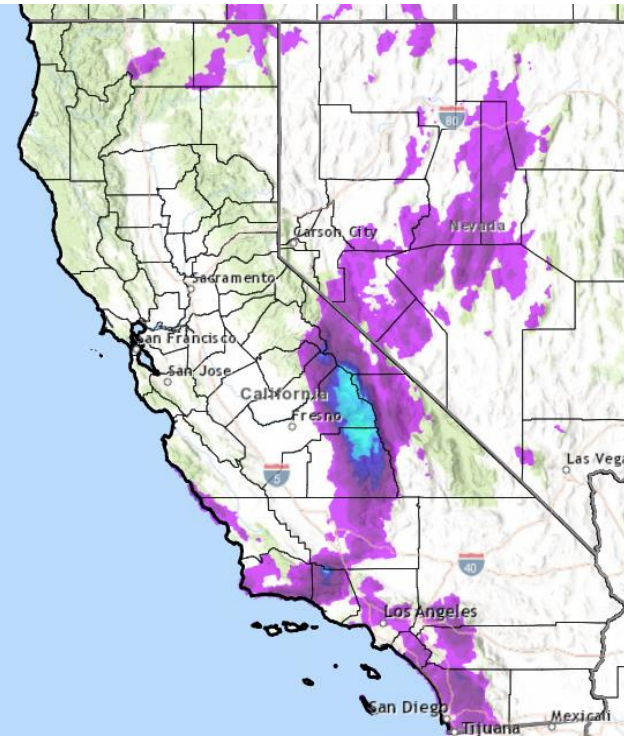 80
Nevada
Carson City
Sacramento
San Francisco
San Jose
California
Fresno
5
Las Vega
40
Los Angeles
San Diego
Tijuana
Mexicali